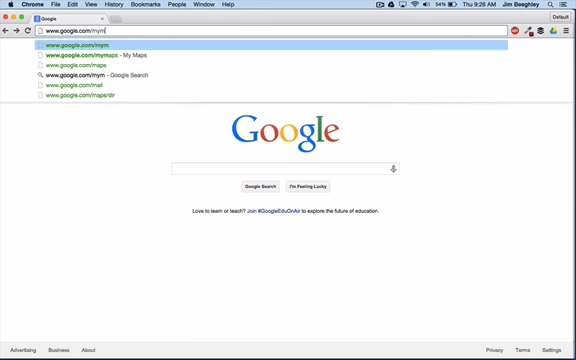 Chrome File Edit View History Bookmarks People Window Help 54% Thu 9:26 AM Jim Beeghley
Google Default
www.google.com/mym
www.google.com/mym
www.google.com/mymaps - My Maps
www.google.com/maps
www.google.com/mym - Google Search
www.google.com/mail
www.google.com/maps/dir
Google
Google Search I'm Feeling Lucky
Love to learn or teach? Join #GoogleEduOnAir to explore the future of education.
Advertising Business About Privacy Terms Settings